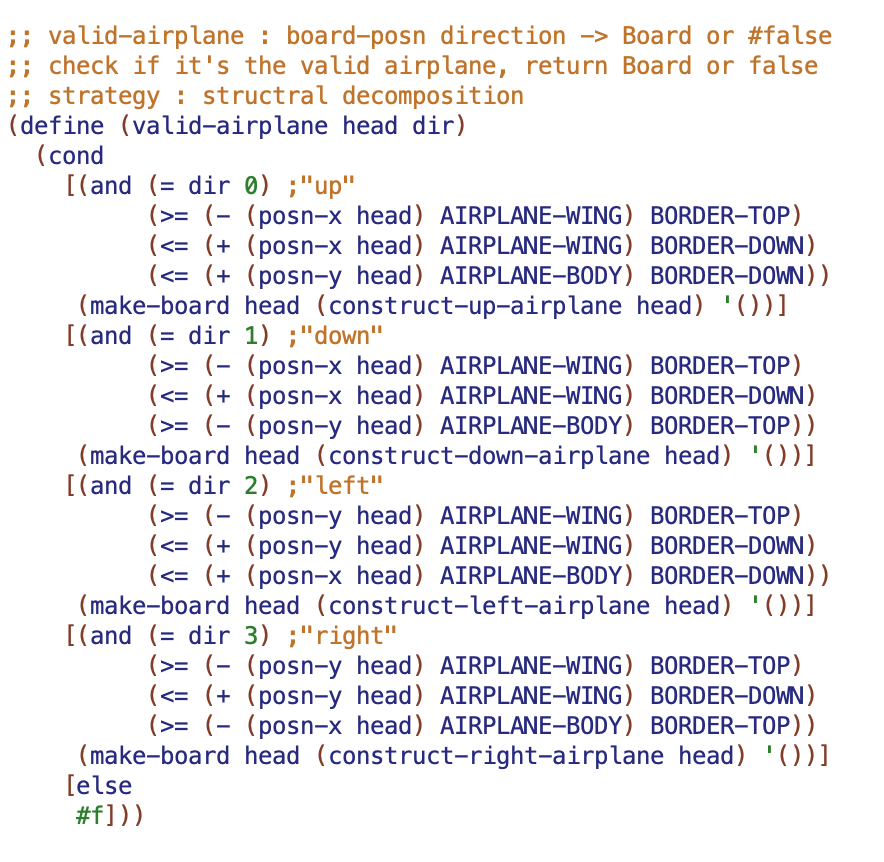 ;; valid-airplane : board-posn direction -> Board or #false
;; check if it's the valid airplane, return Board or false
;; strategy : structral decomposition
(define (valid-airplane head dir)
  (cond
    [(and (= dir 0) ;"up"
          (>= (- (posn-x head) AIRPLANE-WING) BORDER-TOP)
          (<= (+ (posn-x head) AIRPLANE-WING) BORDER-DOWN)
          (<= (+ (posn-y head) AIRPLANE-BODY) BORDER-DOWN))
     (make-board head (construct-up-airplane head) '())]
    [(and (= dir 1) ;"down"
          (>= (- (posn-x head) AIRPLANE-WING) BORDER-TOP)
          (<= (+ (posn-x head) AIRPLANE-WING) BORDER-DOWN)
          (>= (- (posn-y head) AIRPLANE-BODY) BORDER-TOP))
     (make-board head (construct-down-airplane head) '())]
    [(and (= dir 2) ;"left"
          (>= (- (posn-y head) AIRPLANE-WING) BORDER-TOP)
          (<= (+ (posn-y head) AIRPLANE-WING) BORDER-DOWN)
          (<= (+ (posn-x head) AIRPLANE-BODY) BORDER-DOWN))
     (make-board head (construct-left-airplane head) '())]
    [(and (= dir 3) ;"right"
          (>= (- (posn-y head) AIRPLANE-WING) BORDER-TOP)
          (<= (+ (posn-y head) AIRPLANE-WING) BORDER-DOWN)
          (>= (- (posn-x head) AIRPLANE-BODY) BORDER-TOP))
     (make-board head (construct-right-airplane head) '())]
    [else
     #f]))